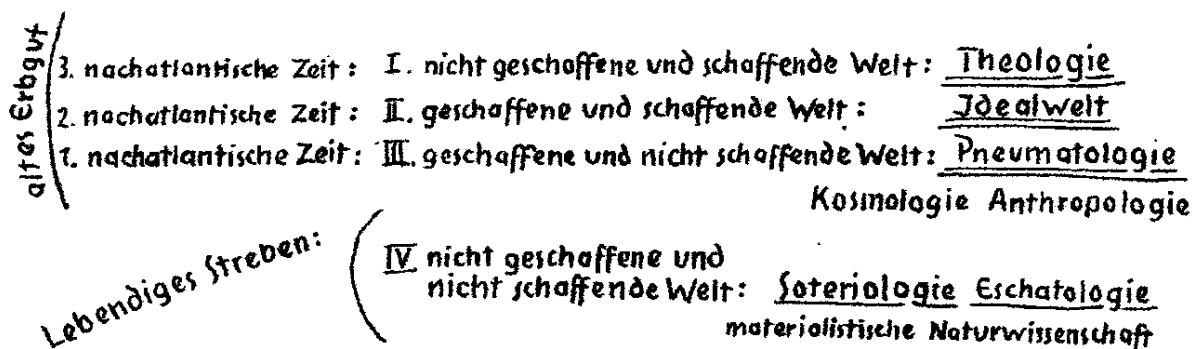 altes Erbgut
3. nachatlantische Zeit: I. nicht geschaffene und schaffende Welt: Theologie
2. nachatlantische Zeit: II. geschaffene und schaffende Welt: Idealwelt
1. nachatlantische Zeit: III. geschaffene und nicht schaffende Welt: Pneumatologie
Kosmologie Anthropologie
Lebendiges Streben:
IV nicht geschaffene und
nicht schaffende Welt: Soteriologie Eschatologie
materialistische Naturwissenschaft